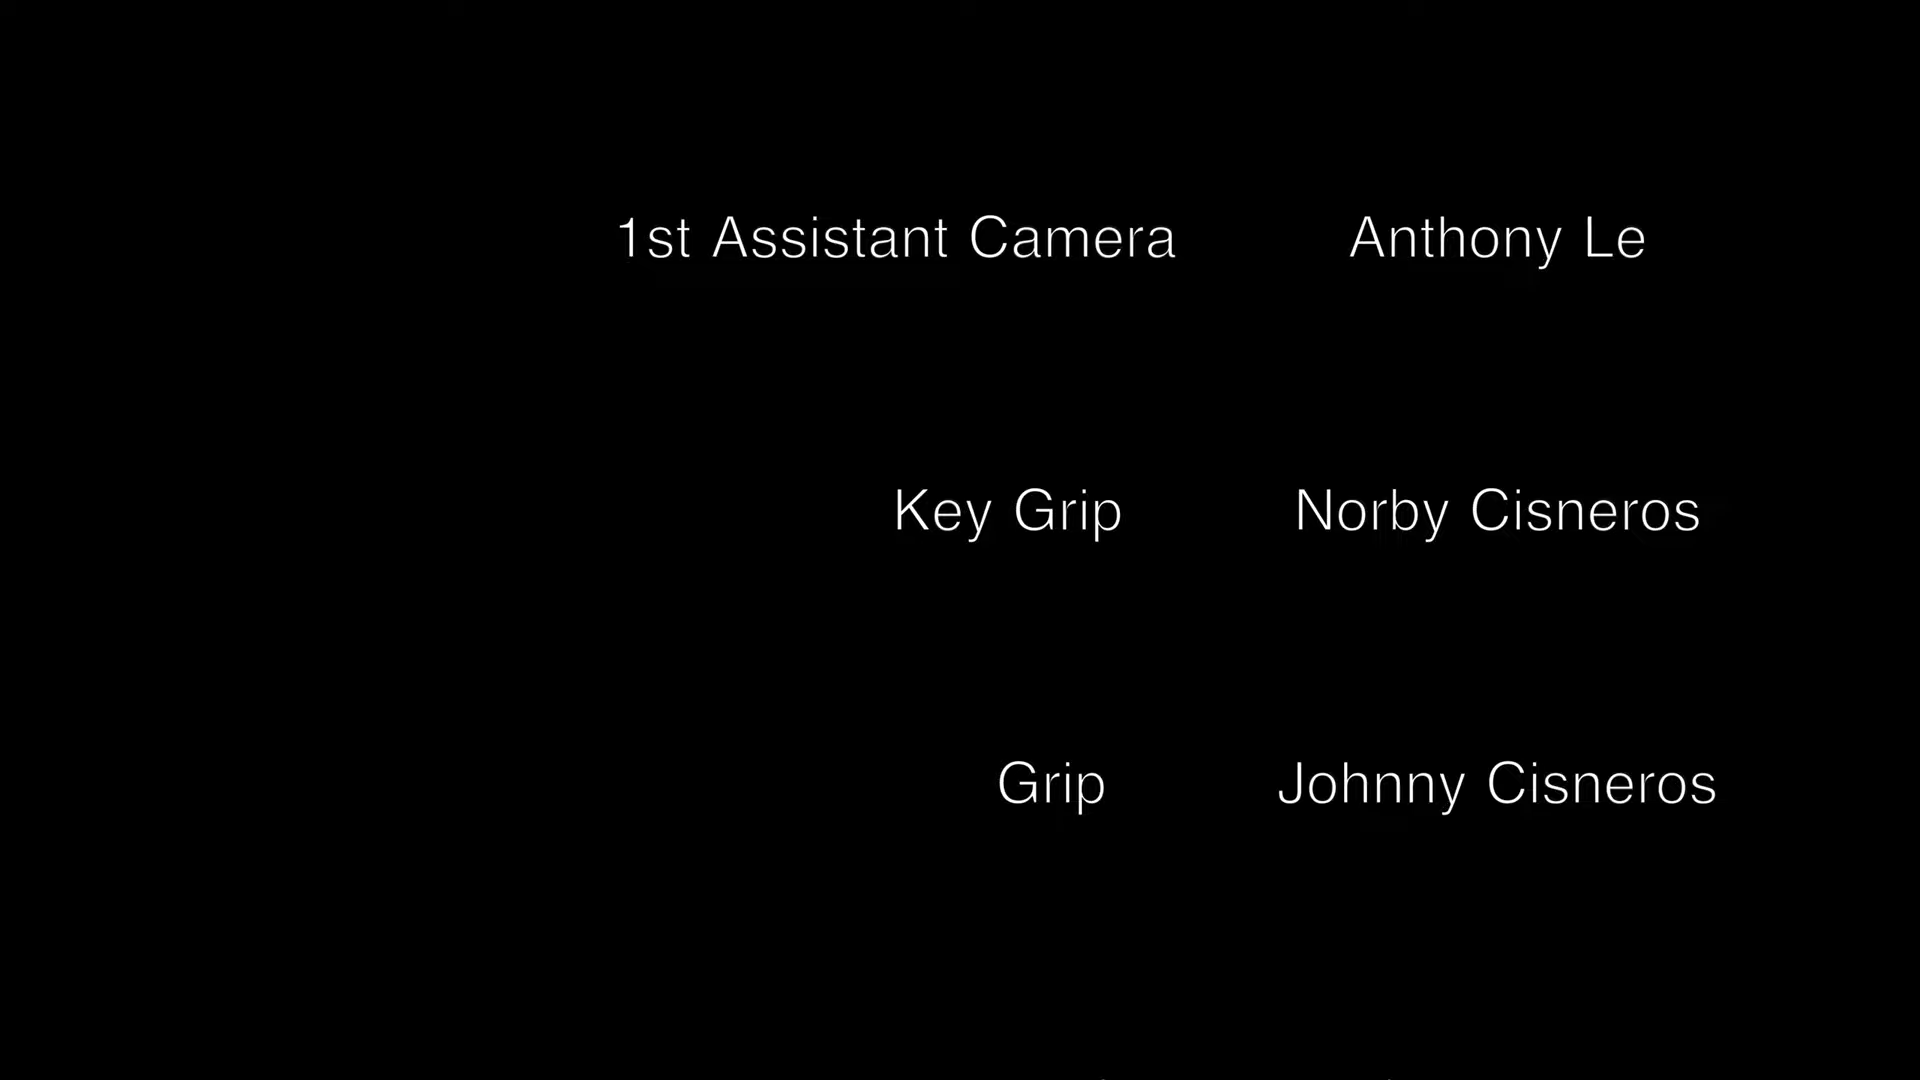 1st Assistant Camera Anthony Le
Key Grip Norby Cisneros
Grip Johnny Cisneros